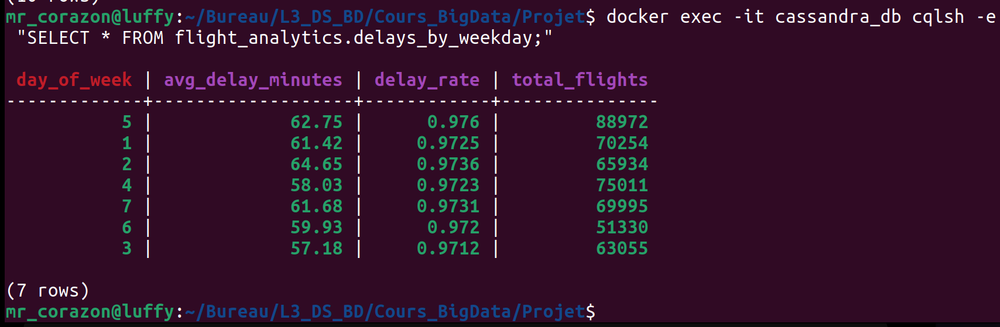 (10 rows)
mr_corazon@luffy:~/Bureau/L3_DS_BD/Cours_BigData/Projet$ docker exec -it cassandra_db cqlsh -e
"SELECT * FROM flight_analytics.delays_by_weekday;"
day_of_week | avg_delay_minutes | delay_rate | total_flights
-------------+-------------------+------------+---------------
5 | 62.75 | 0.976 | 88972
1 | 61.42 | 0.9725 | 70254
2 | 64.65 | 0.9736 | 65934
4 | 58.03 | 0.9723 | 75011
7 | 61.68 | 0.9731 | 69995
6 | 59.93 | 0.972 | 51330
3 | 57.18 | 0.9712 | 63055
(7 rows)
mr_corazon@luffy:~/Bureau/L3_DS_BD/Cours_BigData/Projet$